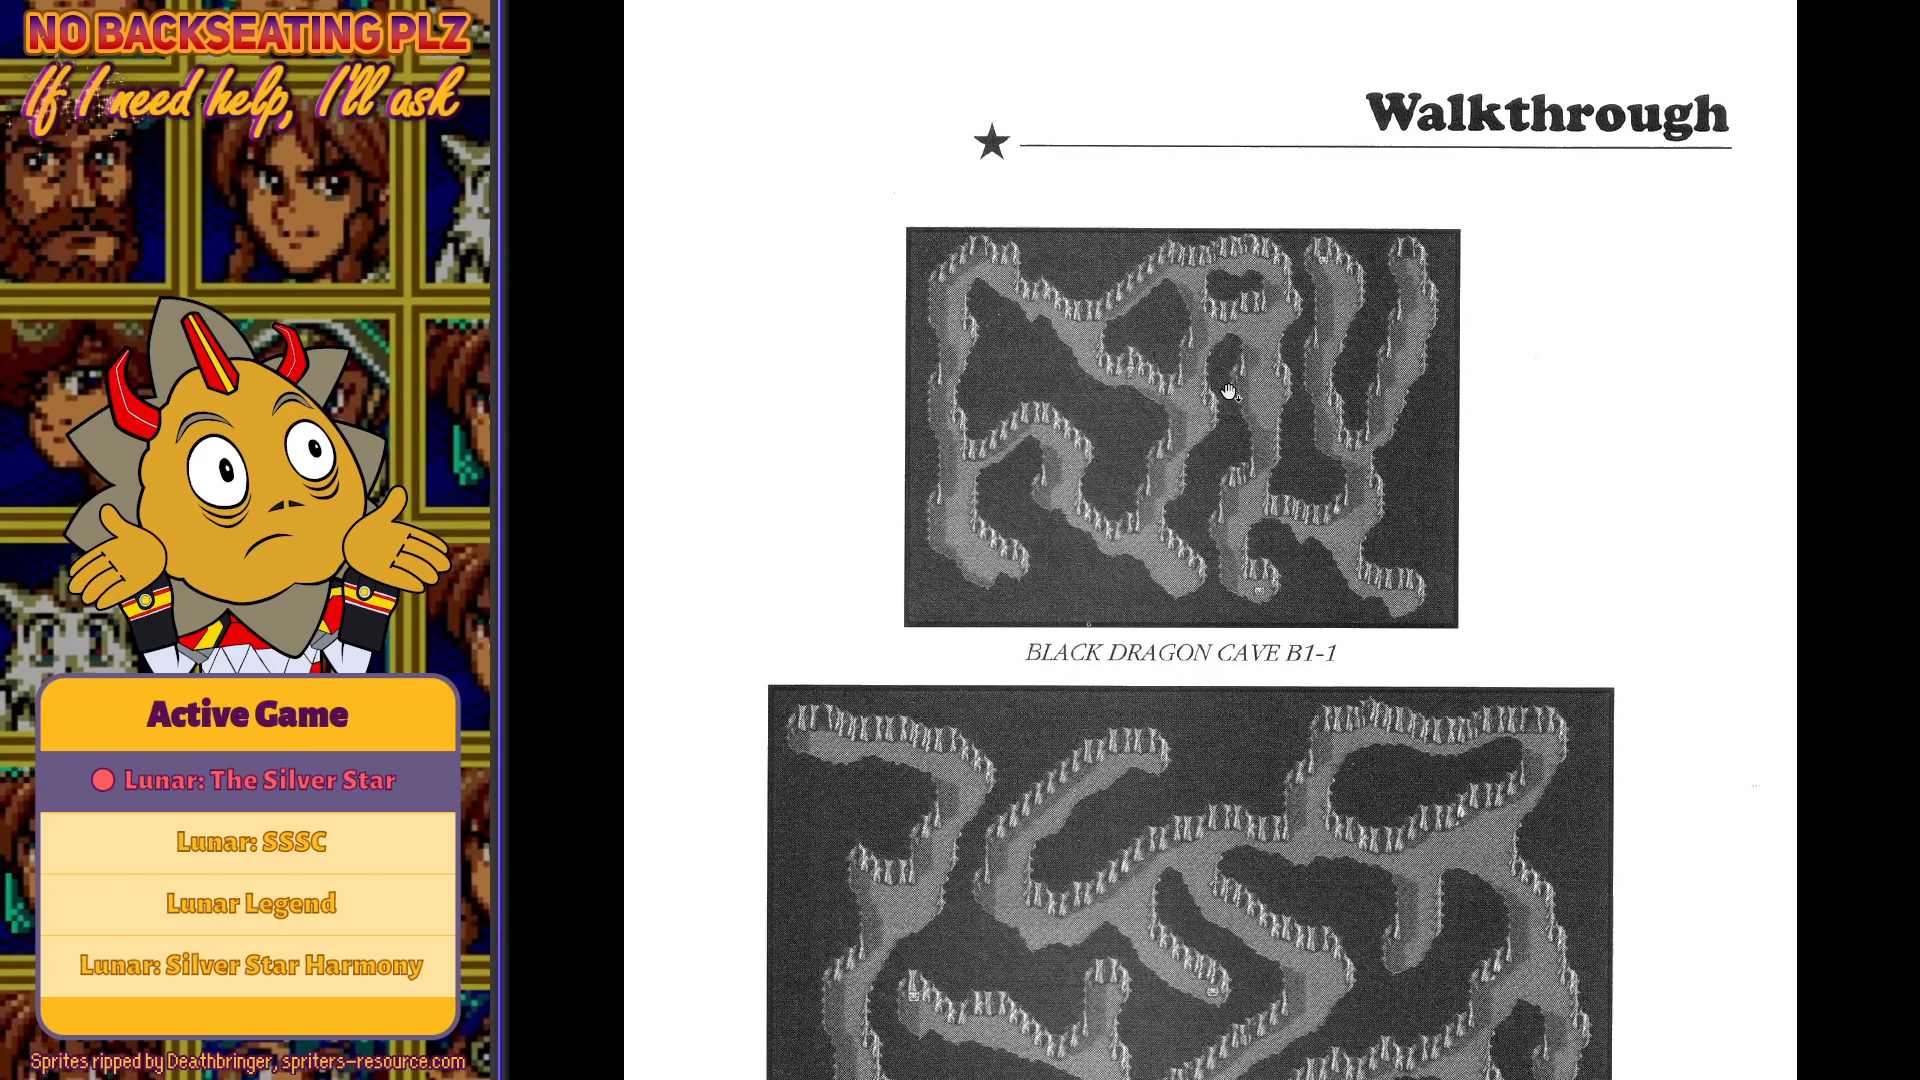 NO BACKSEATING PLZ
If I need help, I'll ask
Active Game
Lunar: The Silver Star
Lunar: SSSC
Lunar Legend
Lunar: Silver Star Harmony
Sprites ripped by Deathbringer, spriters-resource.com
Walkthrough
BLACK DRAGON CAVE B1-1